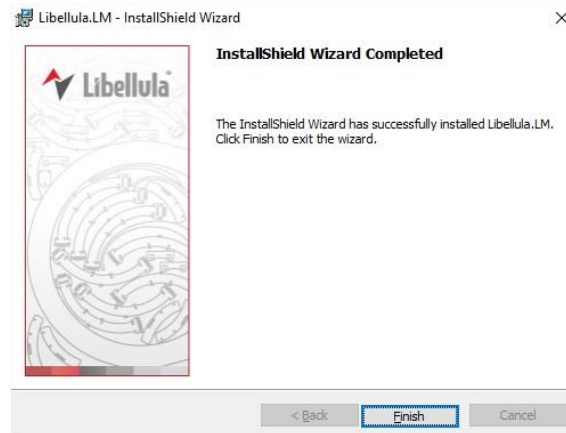 Libellula.LM - InstallShield Wizard
Libellula
InstallShield Wizard Completed
The InstallShield Wizard has successfully installed Libellula.LM.
Click Finish to exit the wizard.
< Back
Finish
Cancel